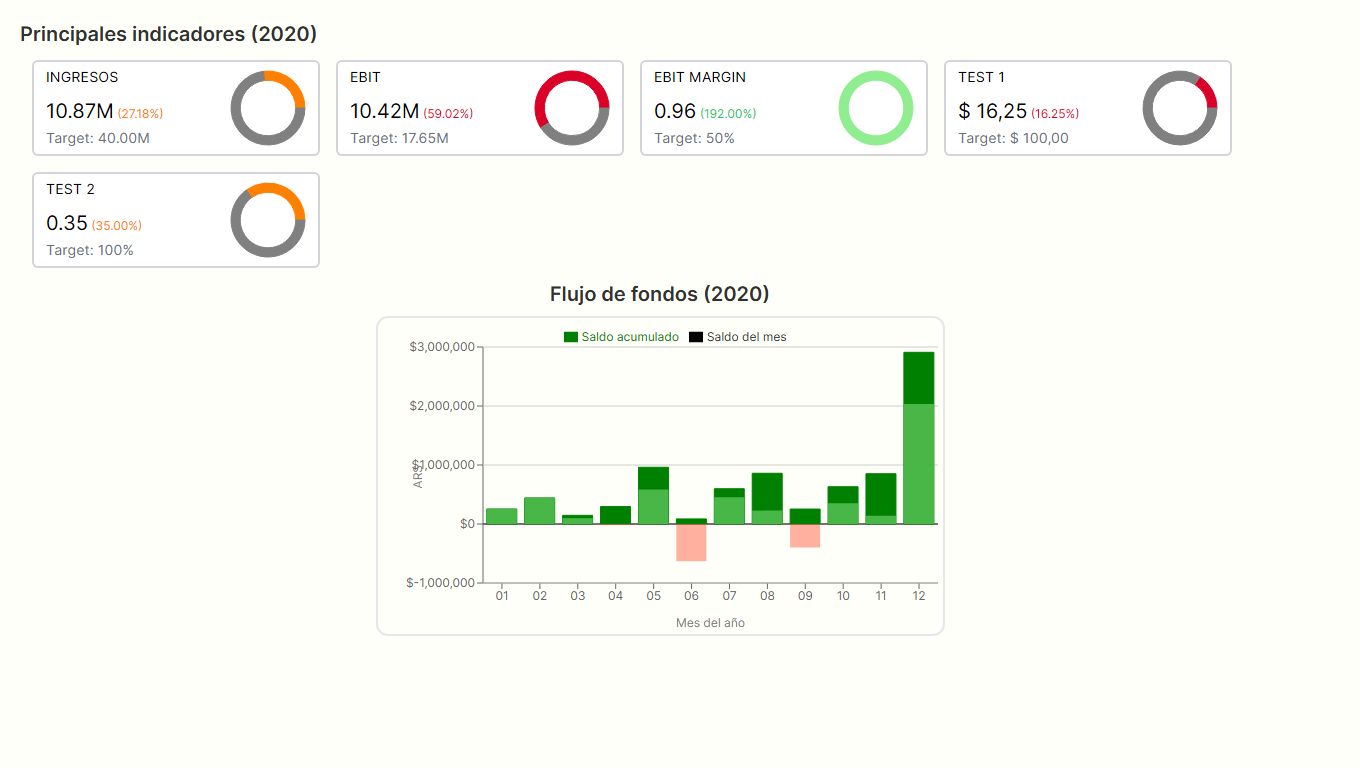 Principales indicadores (2020)
INGRESOS
10.87M (27.18%)
Target: 40.00M
EBIT
10.42M (59.02%)
Target: 17.65M
EBIT MARGIN
0.96 (192.00%)
Target: 50%
TEST 1
$ 16,25 (16.25%)
Target: $ 100,00
TEST 2
0.35 (35.00%)
Target: 100%
Flujo de fondos (2020)
Saldo acumulado Saldo del mes
$3,000,000
$2,000,000
$1,000,000
ARS
$0
$-1,000,000
01 02 03 04 05 06 07 08 09 10 11 12
Mes del año